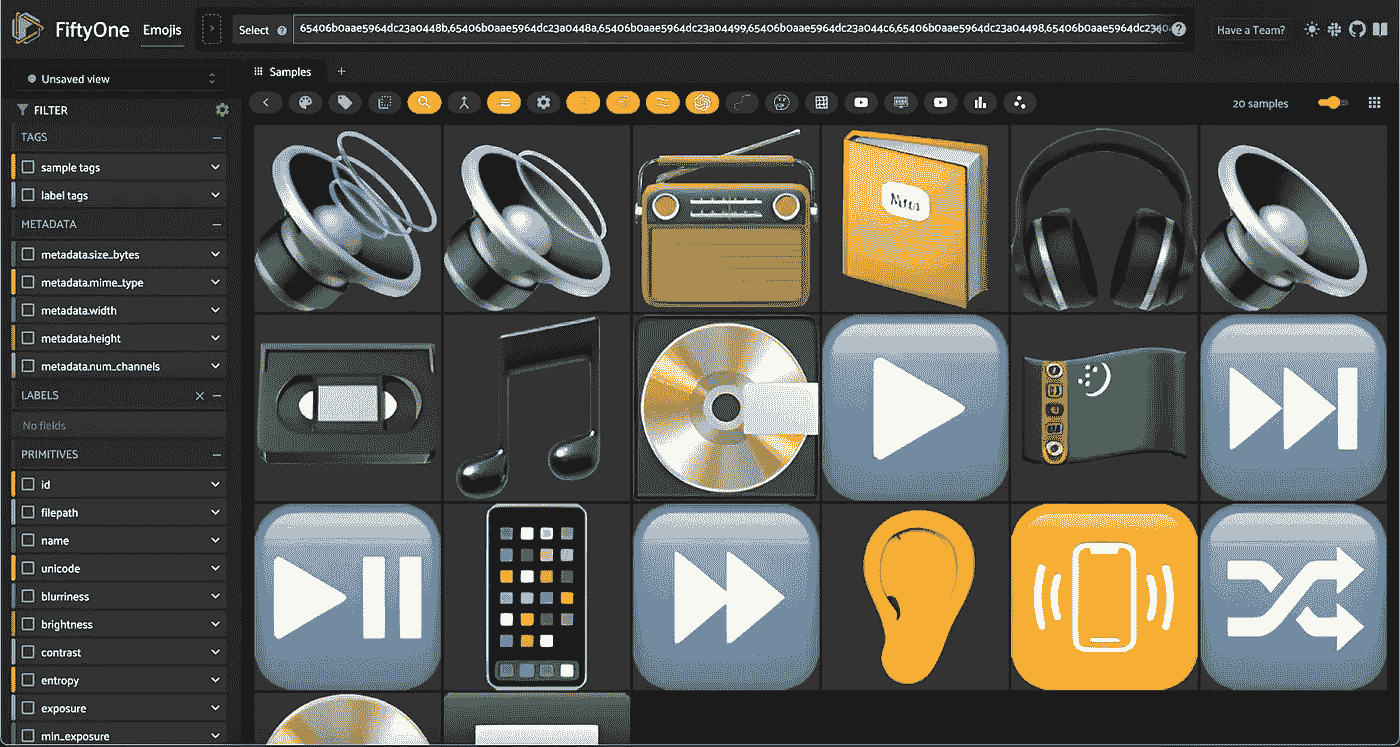 FiftyOne
Emojis
Select
65406b0aae5964dc23a0448b,65406b0aae5964dc23a0448a,65406b0aae5964dc23a04499,65406b0aae5964dc23a044c6,65406b0aae5964dc23a04498,65406b0aae5964dc23
Have a Team?
Unsaved view
Samples
+
FILTER
20 samples
TAGS
sample tags
label tags
METADATA
metadata.size_bytes
metadata.mime_type
metadata.width
metadata.height
metadata.num_channels
LABELS
No fields
PRIMITIVES
id
filepath
name
unicode
blurriness
brightness
contrast
entropy
exposure
min_exposure